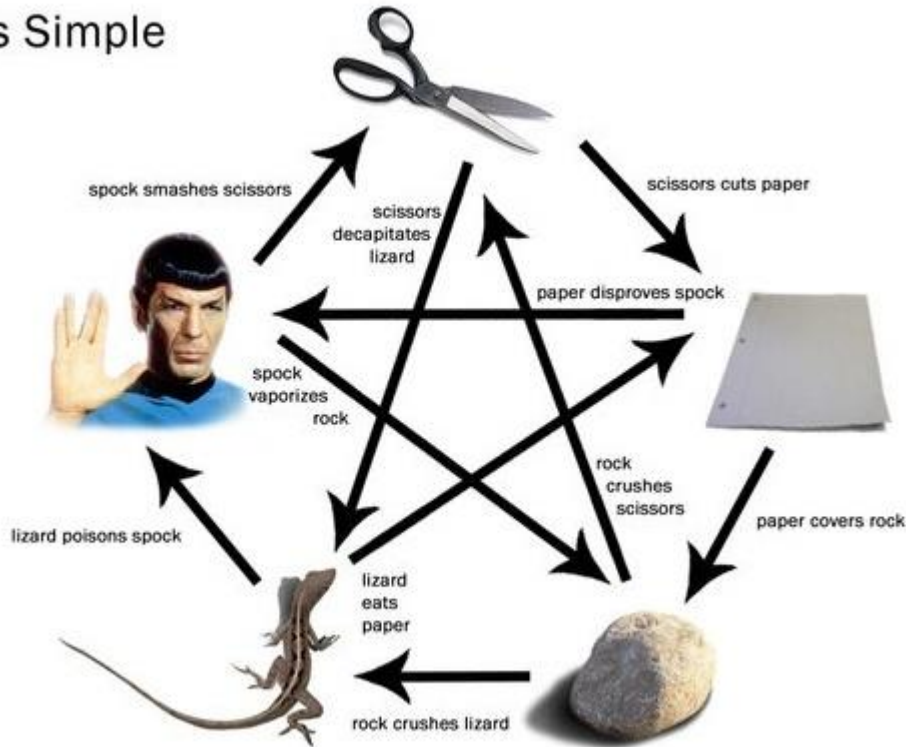 s Simple
spock smashes scissors
scissors cuts paper
scissors
decapitates
lizard
paper disproves spock
spock
vaporizes
rock
rock
crushes
scissors
paper covers rock
lizard poisons spock
lizard
eats
paper
rock crushes lizard